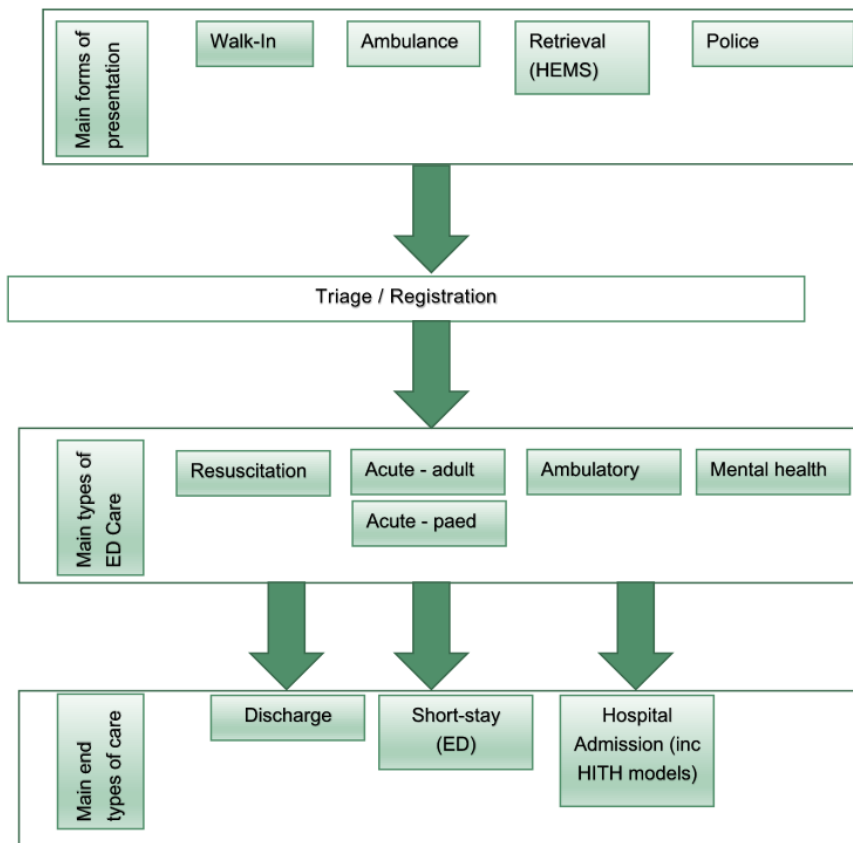 Main forms of
presentation
Walk-In
Ambulance
Retrieval
(HEMS)
Police
Triage / Registration
Main types of
ED Care
Resuscitation
Acute - adult
Acute - paed
Ambulatory
Mental health
Main end
types of care
Discharge
Short-stay
(ED)
Hospital
Admission (inc
HITH models)